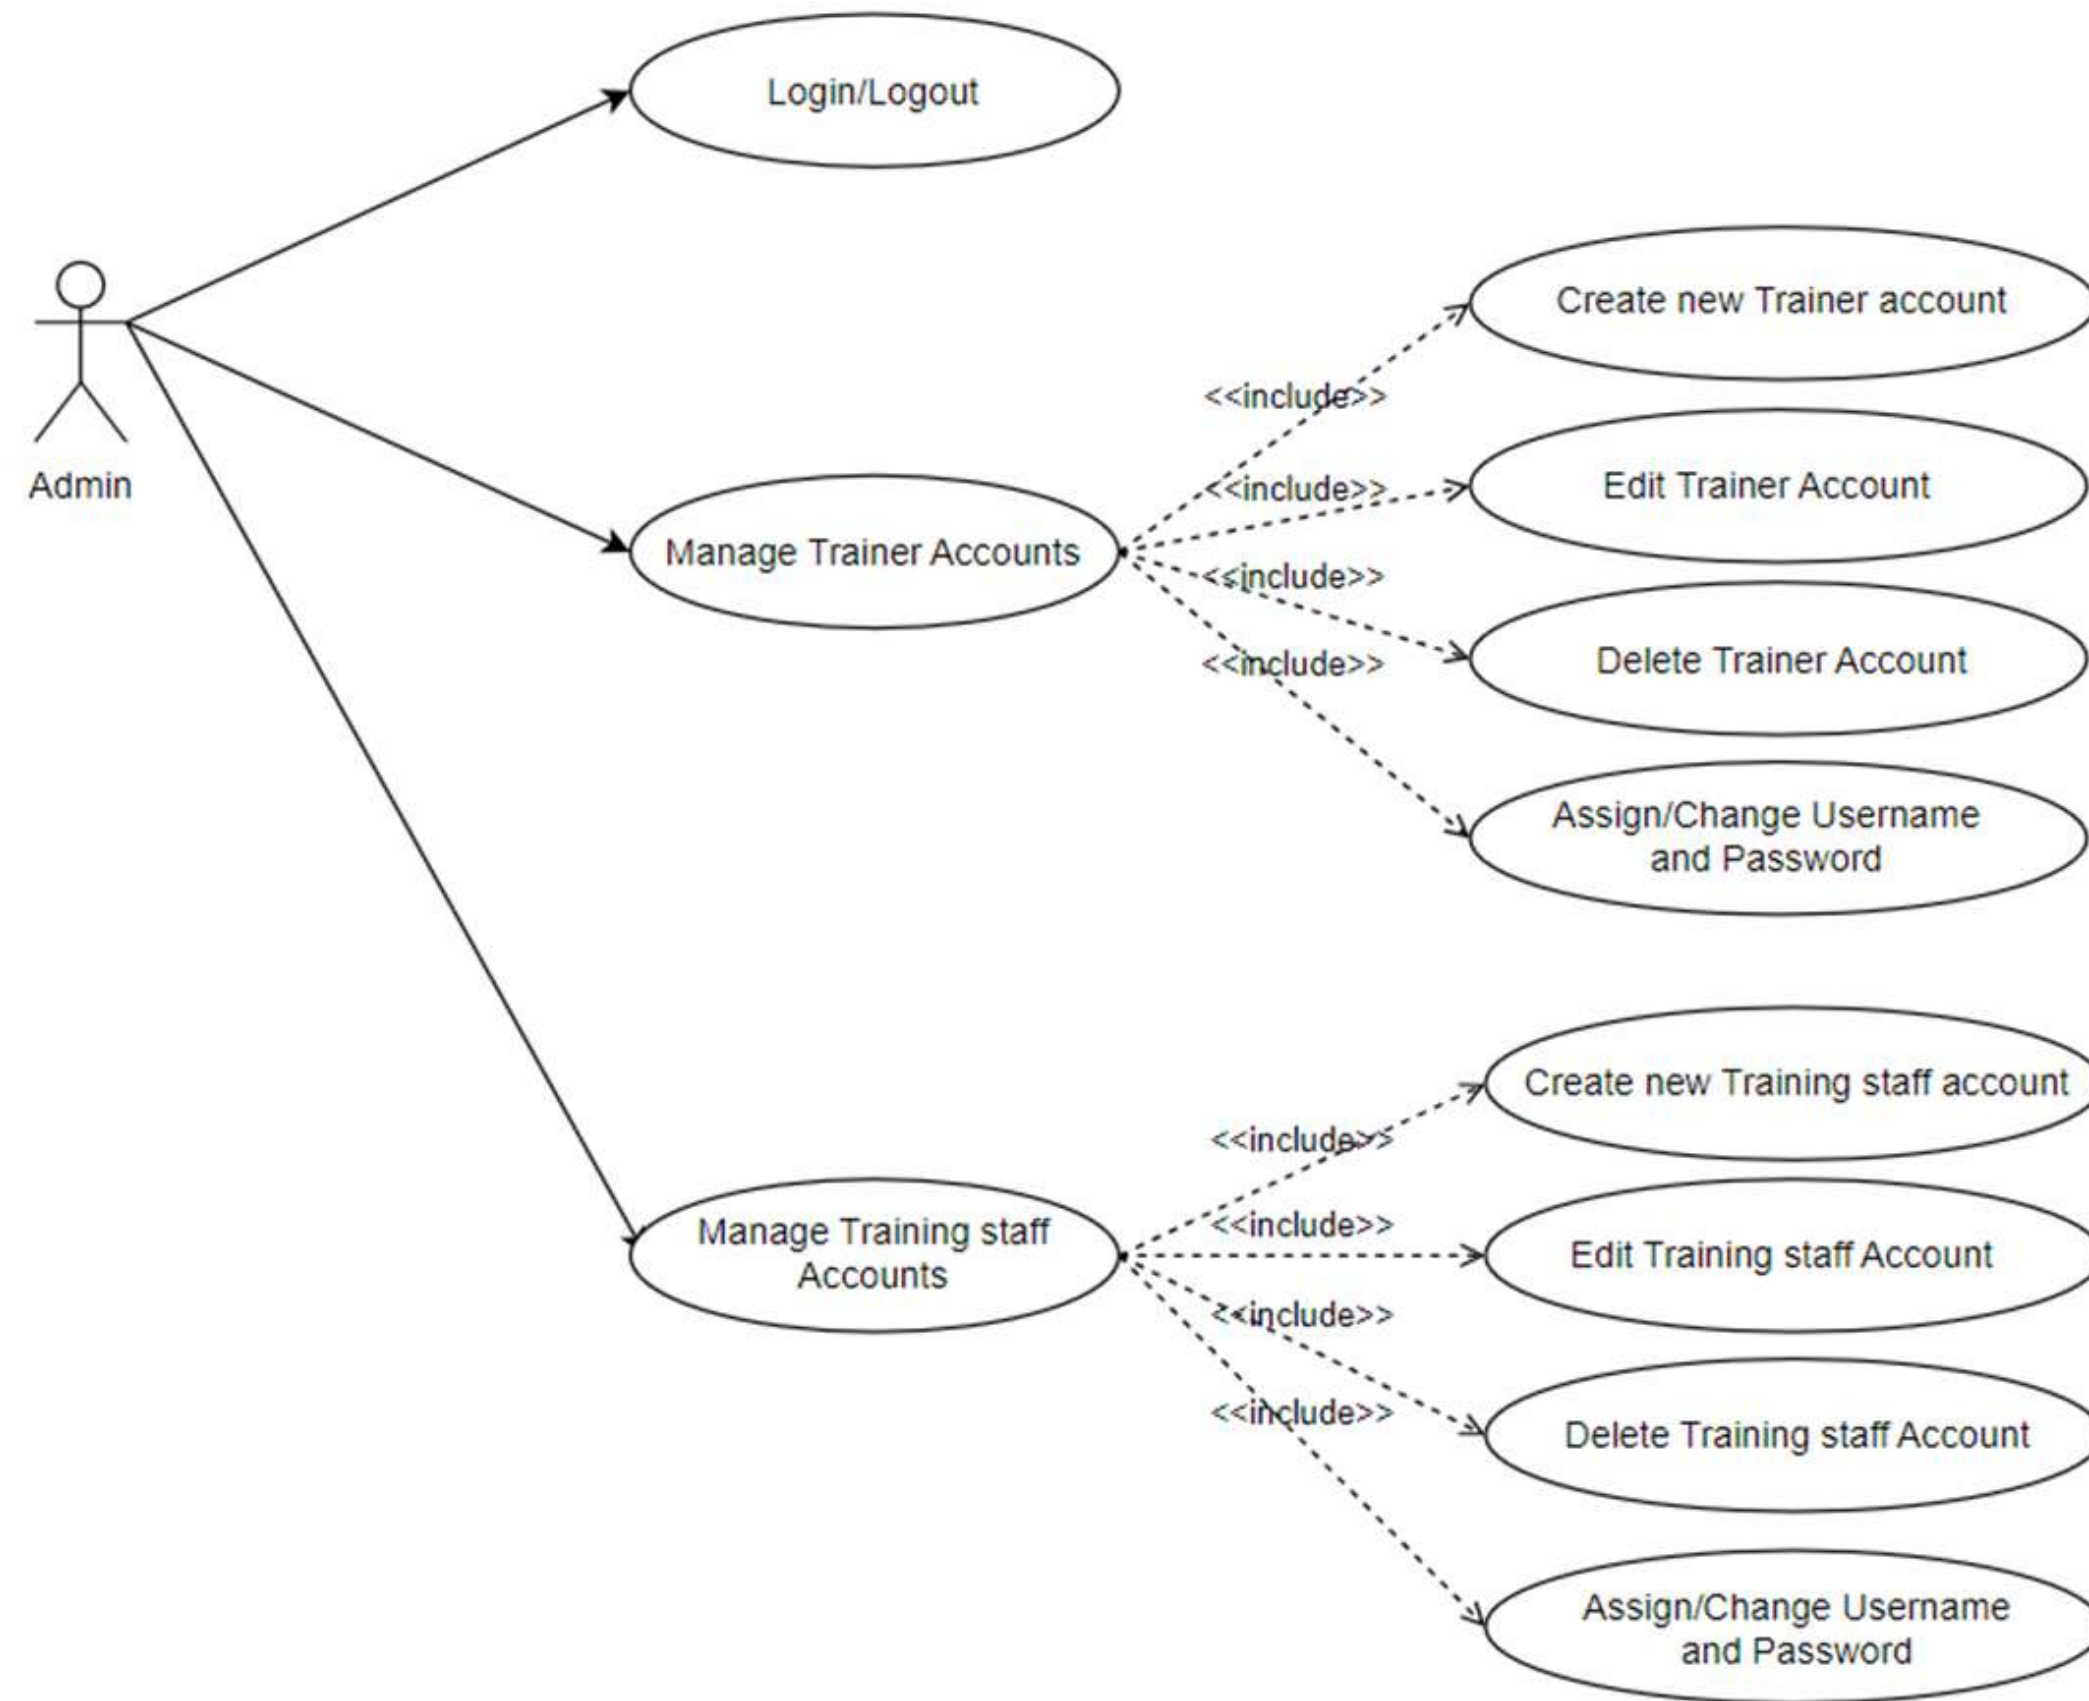 Login/Logout
Admin
Manage Trainer Accounts
<<include>>
<<include>>
<<include>>
<<include>>
Create new Trainer account
Edit Trainer Account
Delete Trainer Account
Assign/Change Username
and Password
Manage Training staff
Accounts
<<include>>
<<include>>
<<include>>
<<include>>
Create new Training staff account
Edit Training staff Account
Delete Training staff Account
Assign/Change Username
and Password